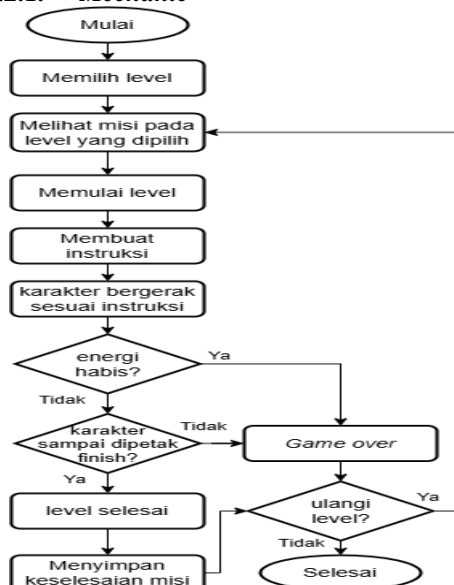 Mulai
Memilih level
Melihat misi pada
level yang dipilih
Memulai level
Membuat
instruksi
karakter bergerak
sesuai instruksi
energi
habis?
Ya
Tidak
karakter
sampai dipetak
finish?
Tidak
Game over
Ya
level selesai
ulangi
level?
Ya
Tidak
Menyimpan
keselesaian misi
Selesai